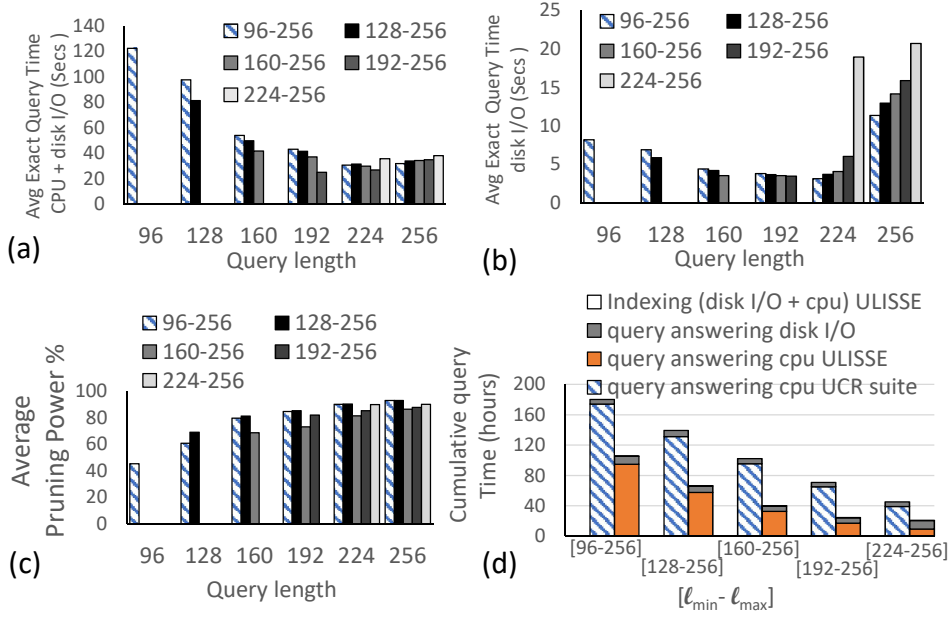 Avg Exact Query Time
CPU + disk I/O (Secs)
140
120
100
80
60
40
20
0
96-256
128-256
160-256
192-256
224-256
96 128 160 192 224 256
Query length
(a)
Avg Exact Query Time
disk I/O (Secs)
25
20
15
10
5
0
96-256
128-256
160-256
192-256
224-256
96 128 160 192 224 256
Query length
(b)
Average
Pruning Power %
100
80
60
40
20
0
96-256
128-256
160-256
192-256
224-256
96 128 160 192 224 256
Query length
(c)
Indexing (disk I/O + cpu) ULISSE
query answering disk I/O
query answering cpu ULISSE
query answering cpu UCR suite
Cumulative query
Time (hours)
200
160
120
80
40
0
[96-256]
[128-256]
[160-256]
[192-256]
[224-256]
[ℓmin- ℓmax]
(d)